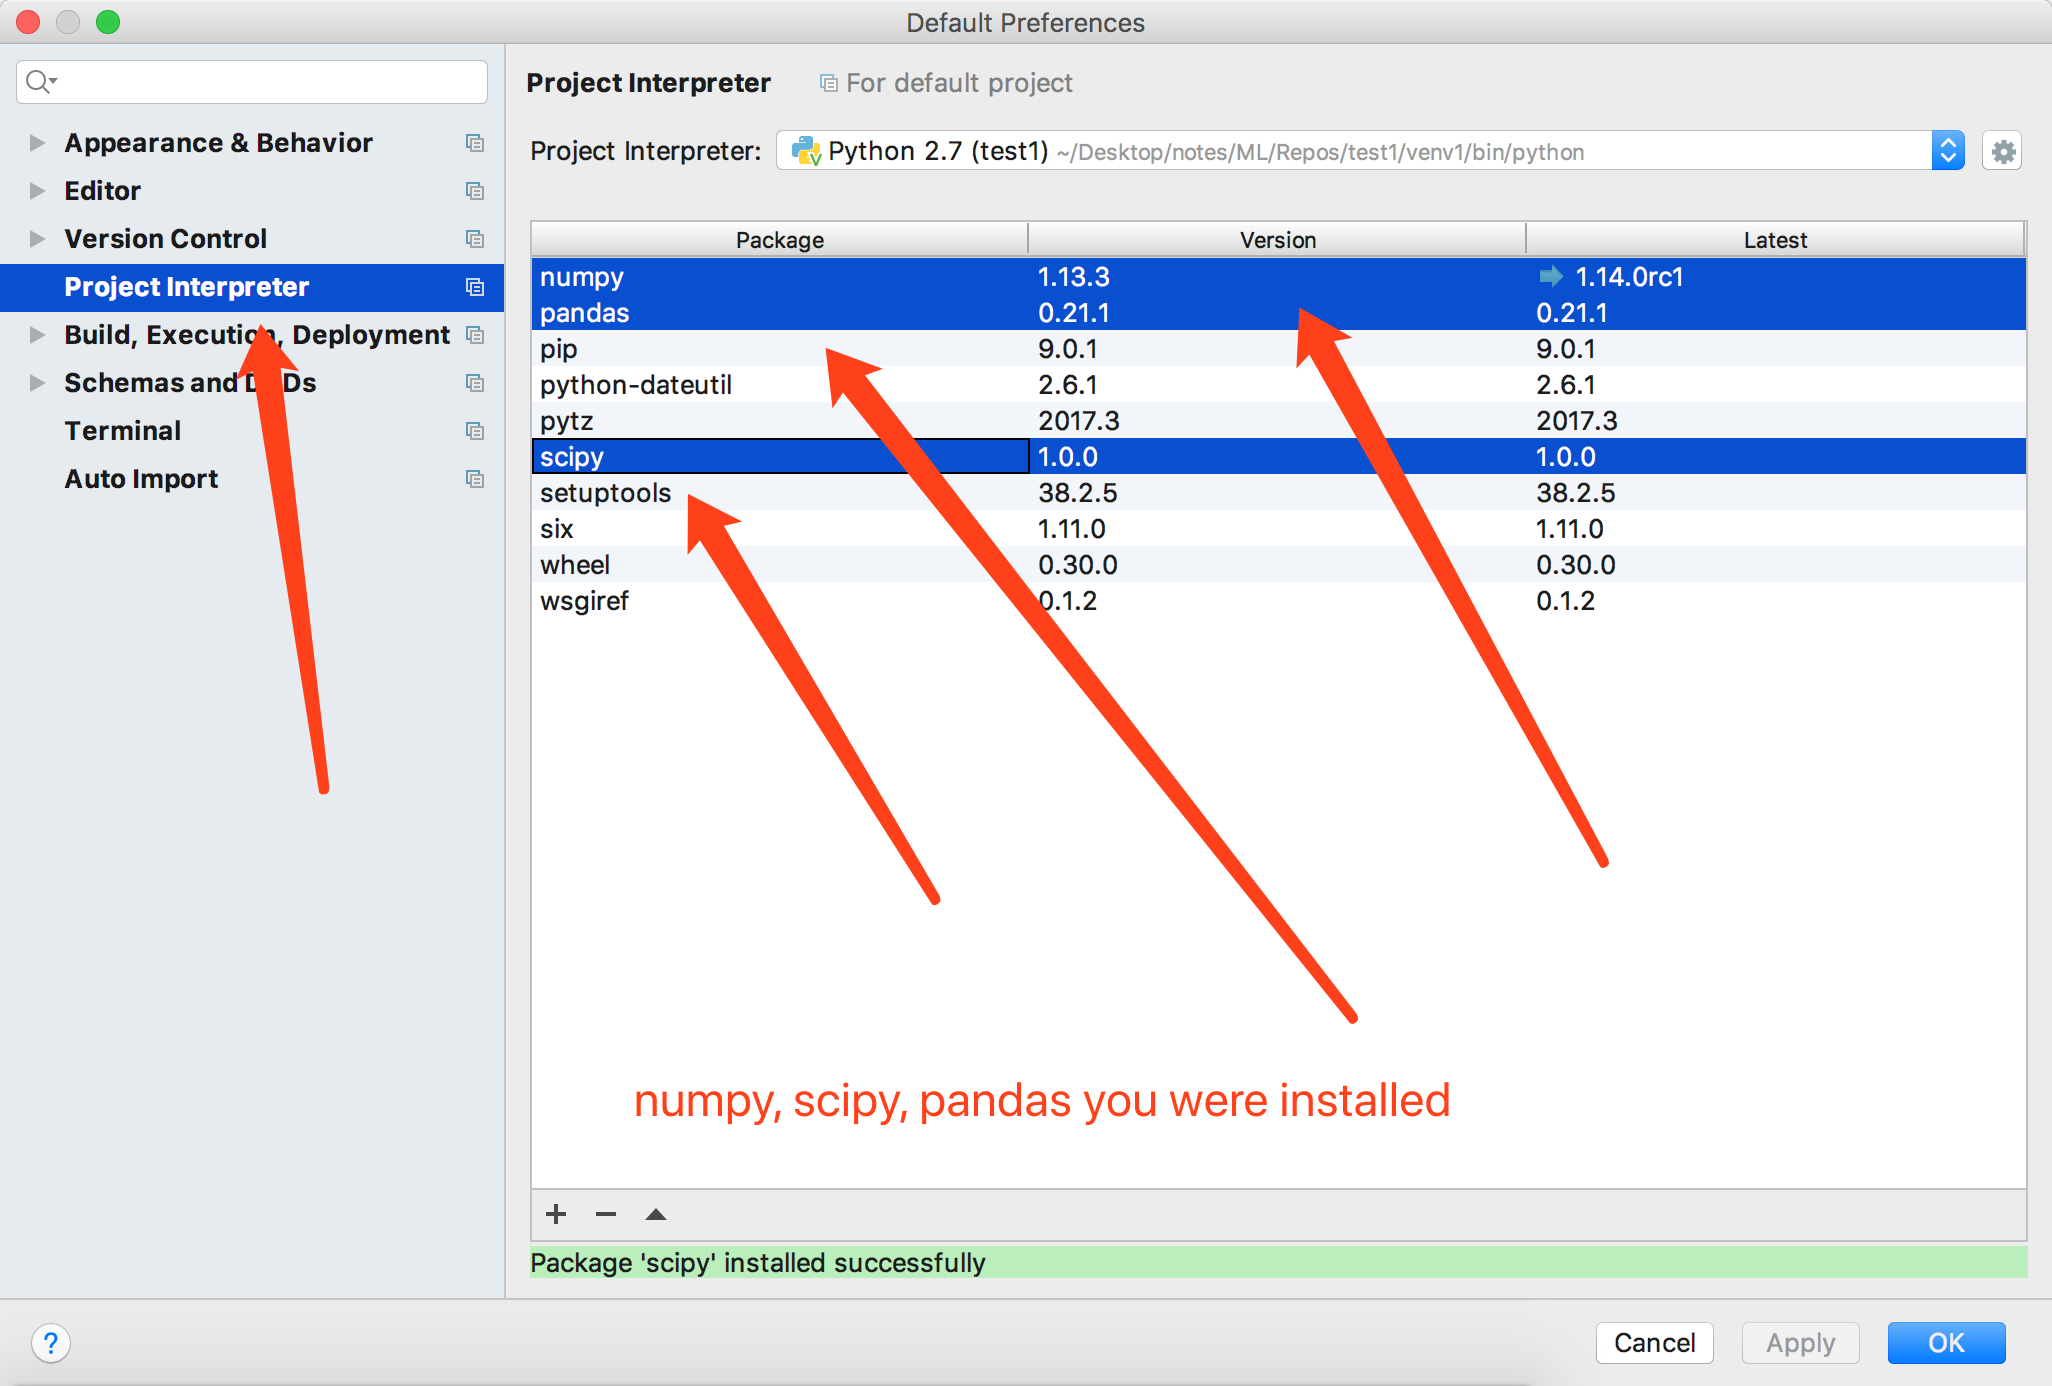 Default Preferences
Project Interpreter For default project
Appearance & Behavior
Editor
Version Control
Project Interpreter
Build, Execution, Deployment
Schemas and DTDs
Terminal
Auto Import
Project Interpreter: Python 2.7 (test1) ~/Desktop/notes/ML/Repos/test1/venv1/bin/python
Package Version Latest
numpy 1.13.3 1.14.0rc1
pandas 0.21.1 0.21.1
pip 9.0.1 9.0.1
python-dateutil 2.6.1 2.6.1
pytz 2017.3 2017.3
scipy 1.0.0 1.0.0
setuptools 38.2.5 38.2.5
six 1.11.0 1.11.0
wheel 0.30.0 0.30.0
wsgiref 0.1.2 0.1.2
numpy, scipy, pandas you were installed
Package 'scipy' installed successfully
? Cancel Apply OK